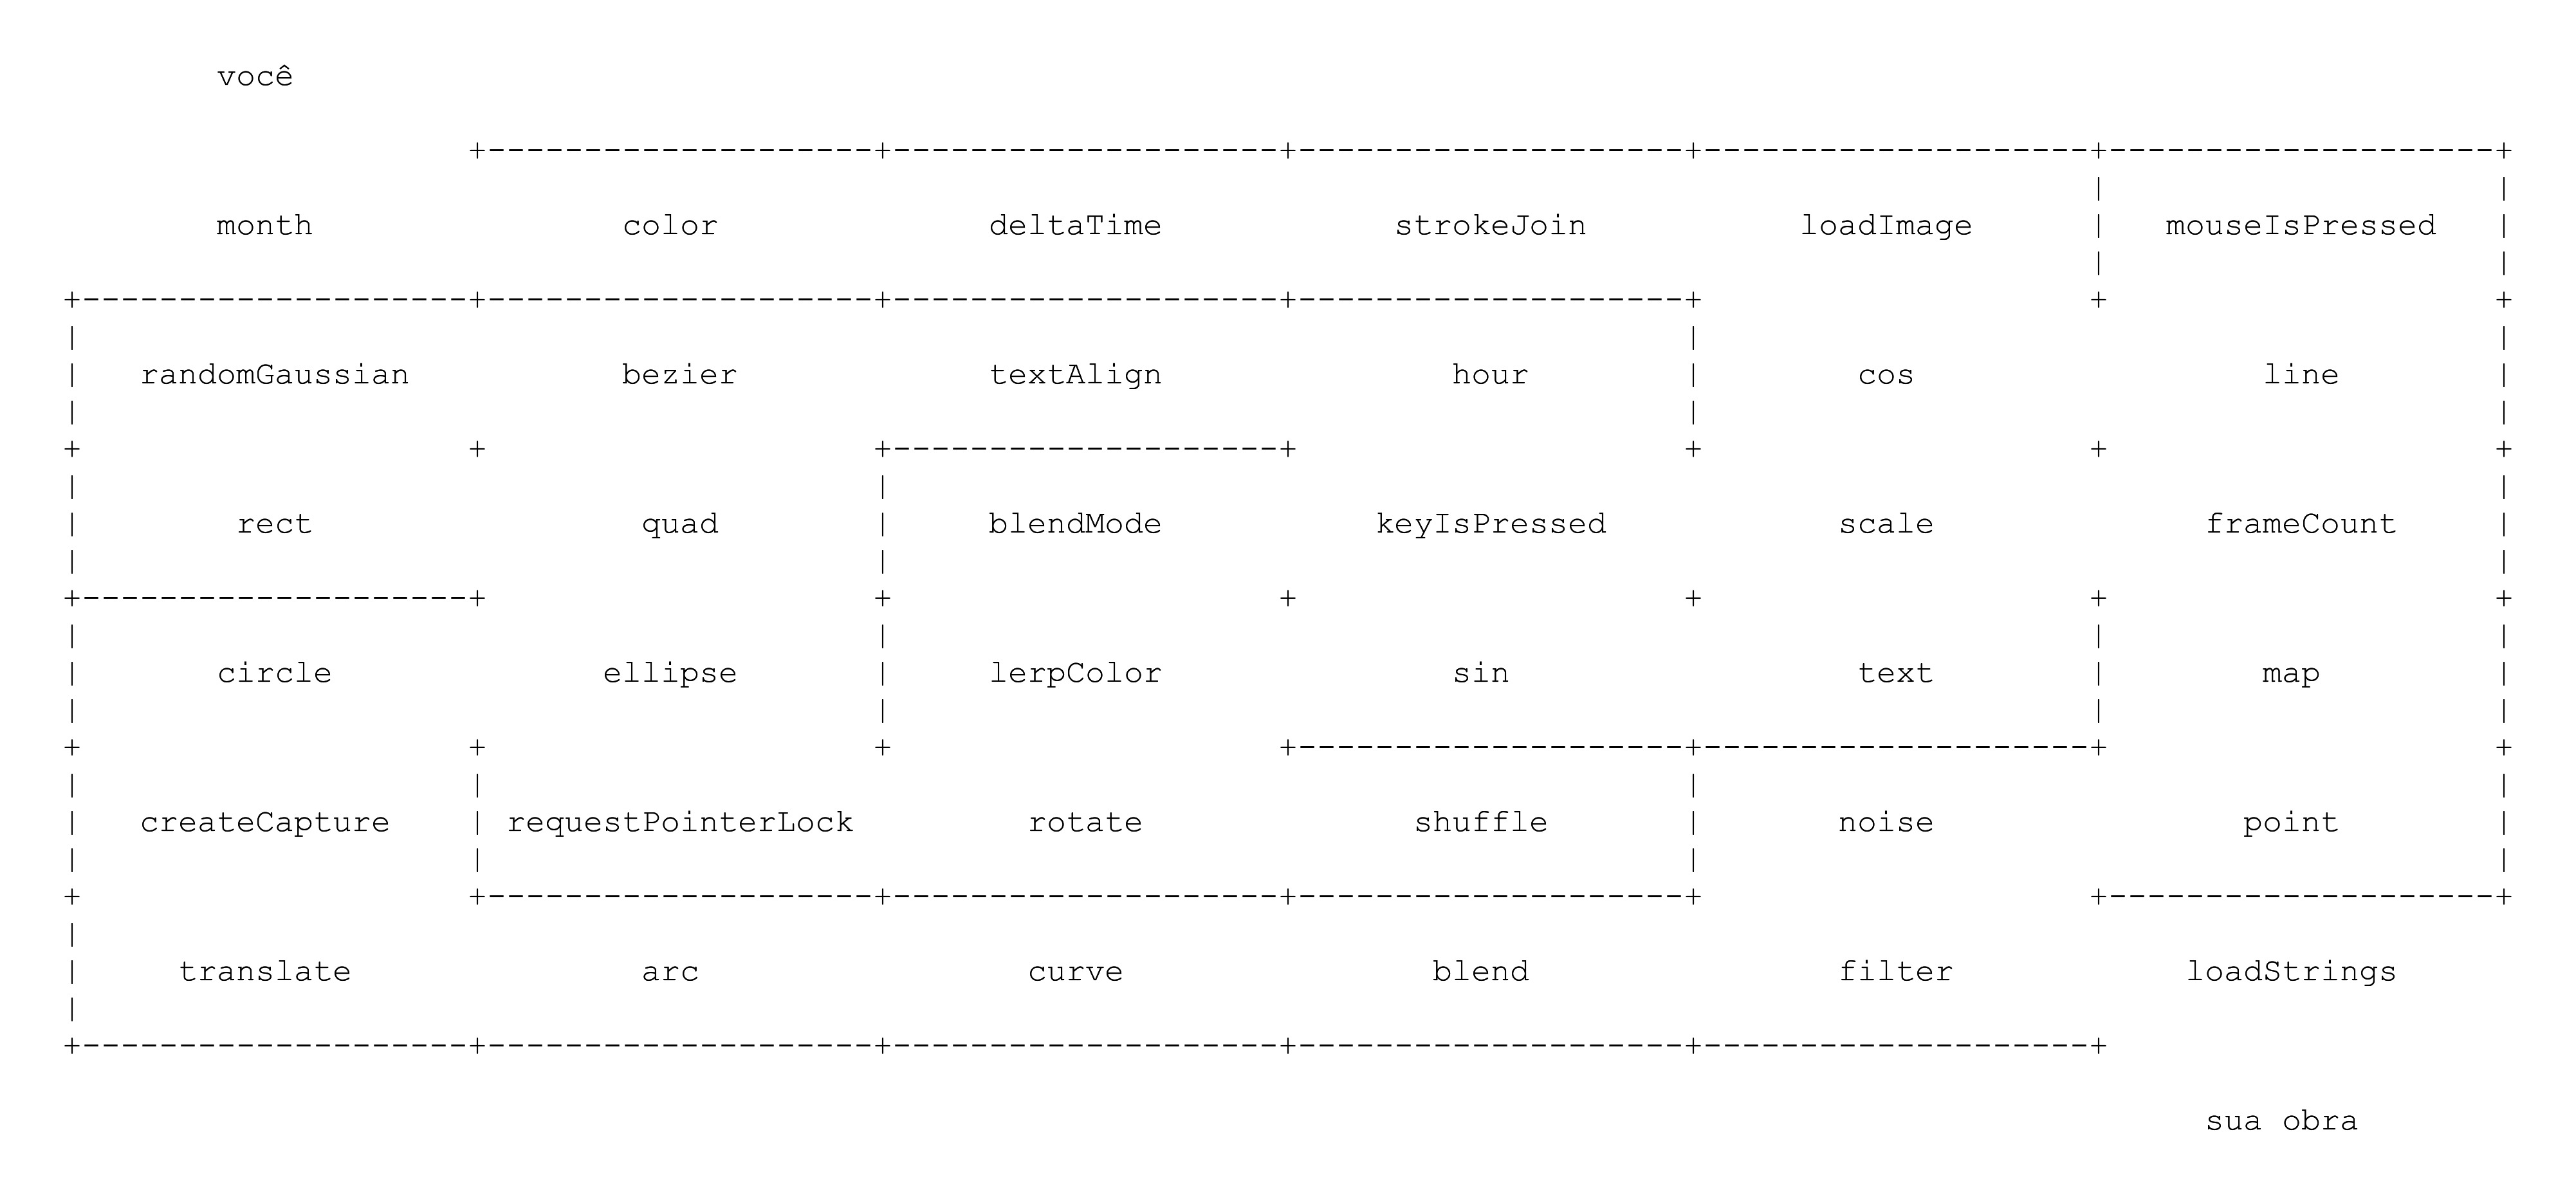 você
month color deltaTime strokeJoin loadImage mouseIsPressed
randomGaussian bezier textAlign hour cos line
rect quad blendMode keyIsPressed scale frameCount
circle ellipse lerpColor sin text map
createCapture requestPointerLock rotate shuffle noise point
translate arc curve blend filter loadStrings
sua obra